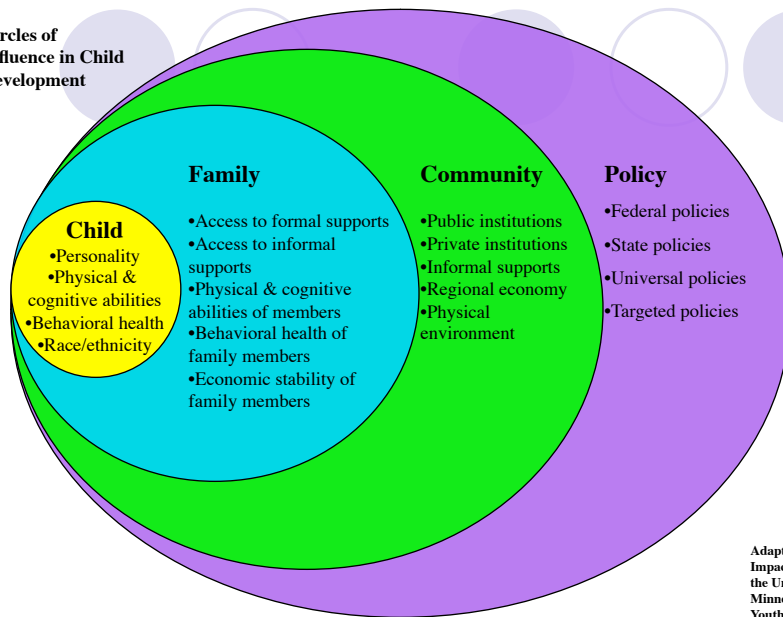 rcles of
fluence in Child
evelopment
Family
•Access to formal supports
•Access to informal
supports
•Physical & cognitive
abilities of members
•Behavioral health of
family members
•Economic stability of
family members
Community
•Public institutions
•Private institutions
•Informal supports
•Regional economy
•Physical
environment
Policy
•Federal policies
•State policies
•Universal policies
•Targeted policies
Child
•Personality
•Physical &
cognitive abilities
•Behavioral health
•Race/ethnicity
Adapt
Impac
the Un
Minne
Youth